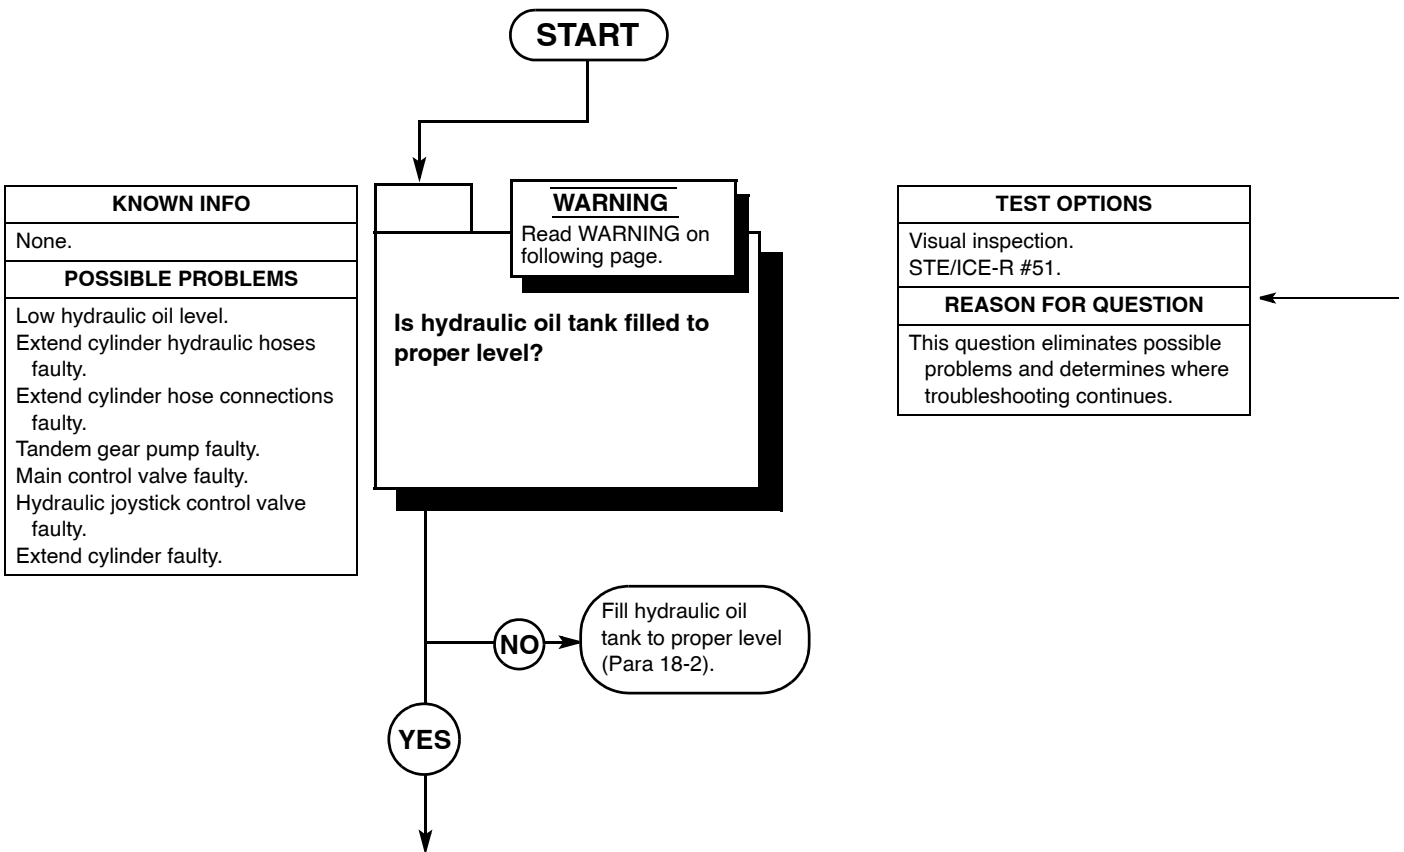 START
KNOWN INFO
None.
POSSIBLE PROBLEMS
Low hydraulic oil level.
Extend cylinder hydraulic hoses
faulty.
Extend cylinder hose connections
faulty.
Tandem gear pump faulty.
Main control valve faulty.
Hydraulic joystick control valve
faulty.
Extend cylinder faulty.
WARNING
Read WARNING on
following page.
Is hydraulic oil tank filled to
proper level?
TEST OPTIONS
Visual inspection.
STE/ICE-R #51.
REASON FOR QUESTION
This question eliminates possible
problems and determines where
troubleshooting continues.
NO
Fill hydraulic oil
tank to proper level
(Para 18-2).
YES